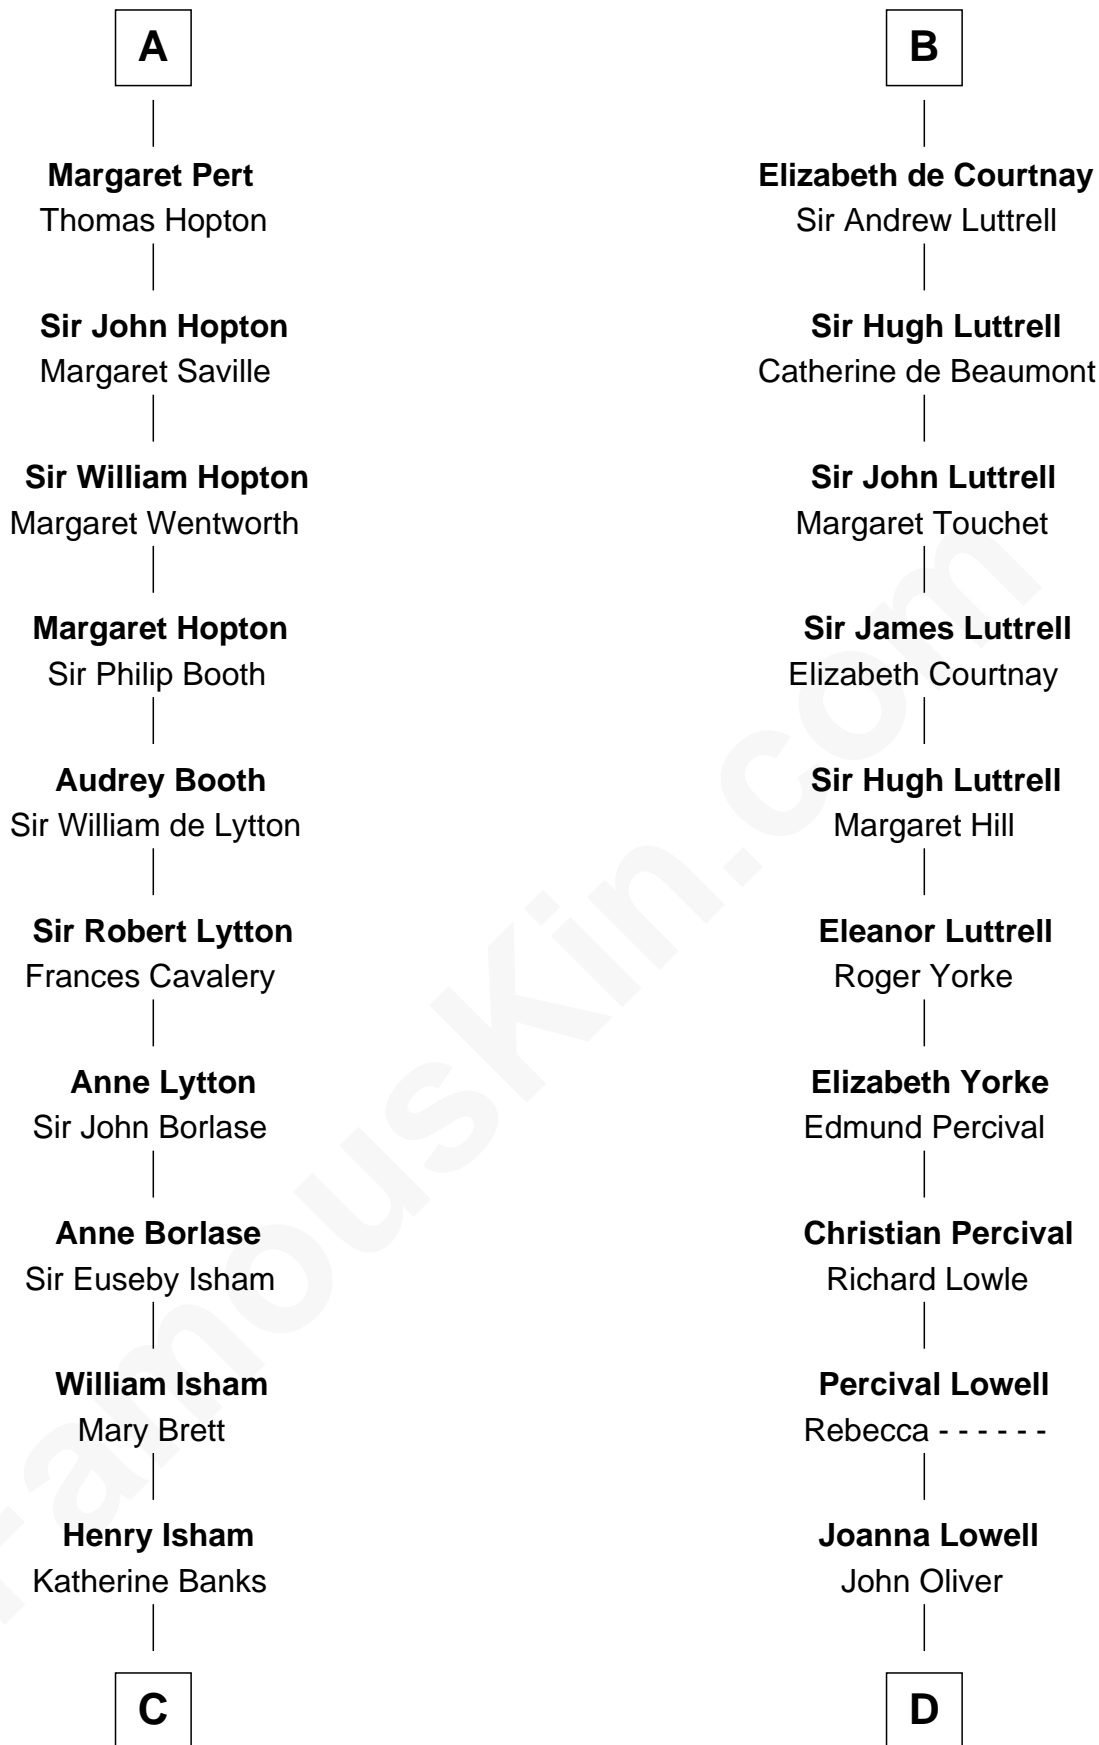 A
Margaret Pert
Thomas Hopton
Sir John Hopton
Margaret Saville
Sir William Hopton
Margaret Wentworth
Margaret Hopton
Sir Philip Booth
Audrey Booth
Sir William de Lytton
Sir Robert Lytton
Frances Cavalery
Anne Lytton
Sir John Borlase
Anne Borlase
Sir Euseby Isham
William Isham
Mary Brett
Henry Isham
Katherine Banks
C
B
Elizabeth de Courtnay
Sir Andrew Luttrell
Sir Hugh Luttrell
Catherine de Beaumont
Sir John Luttrell
Margaret Touchet
Sir James Luttrell
Elizabeth Courtnay
Sir Hugh Luttrell
Margaret Hill
Eleanor Luttrell
Roger Yorke
Elizabeth Yorke
Edmund Percival
Christian Percival
Richard Lowle
Percival Lowell
Rebecca - - - - - -
Joanna Lowell
John Oliver
D
FamousKin.com